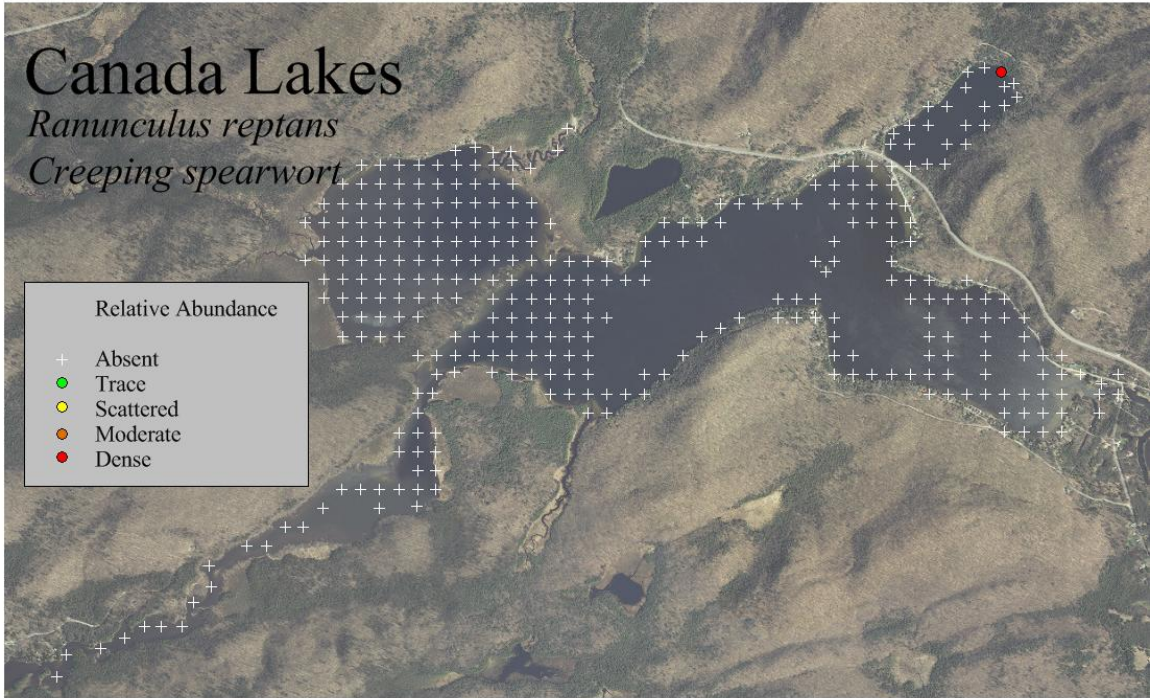 Canada Lakes
Ranunculus reptans
Creeping spearwort
Relative Abundance
Absent
Trace
Scattered
Moderate
Dense